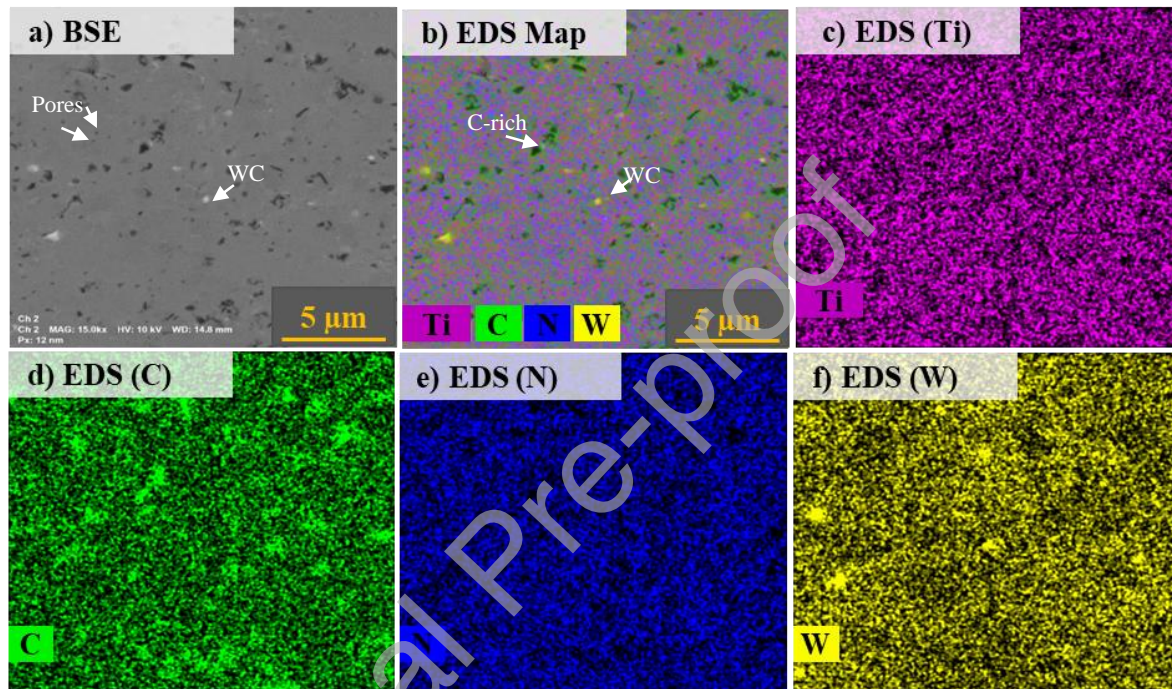 a) BSE
Pores
WC
Ch 2
Ch 2 MAG: 15.0kx HV: 10 kV WD: 14.8 mm
Px: 12 nm
5 µm
b) EDS Map
C-rich
WC
Ti C N W
5 µm
c) EDS (Ti)
Ti
d) EDS (C)
C
e) EDS (N)
f) EDS (W)
W
al Pre-proof